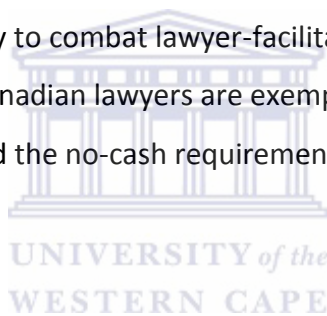 y to combat lawyer-facilita
nadian lawyers are exemp
d the no-cash requiremen
UNIVERSITY of the
WESTERN CAPE